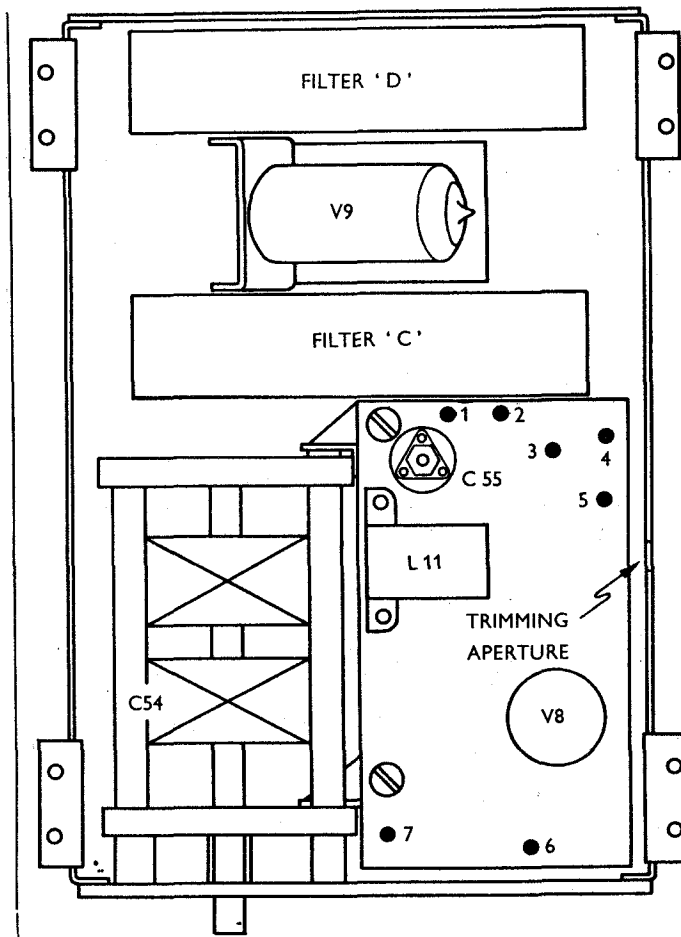 FILTER ‘ D ’
V9
FILTER ‘ C ’
1
2
3
4
C 55
5
L 11
TRIMMING
APERTURE
C54
V8
7
6